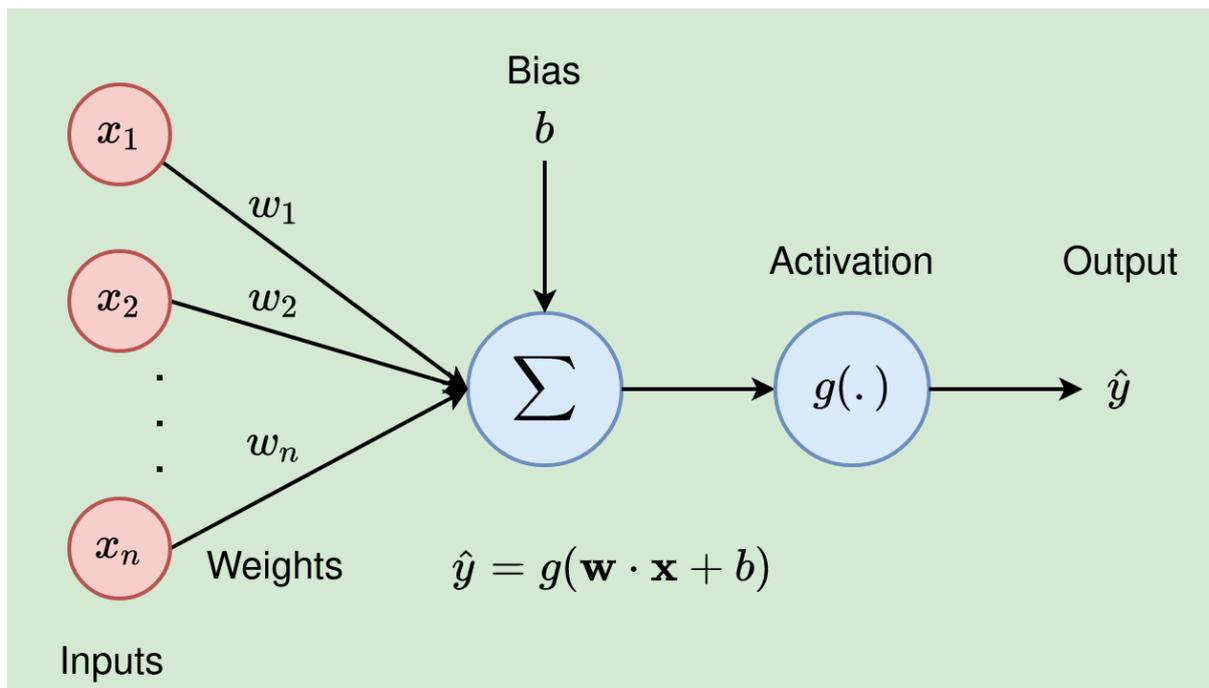 Bias
b
x₁
w₁
Activation
Output
x₂
w₂
∑
g(.)
ŷ
.
.
.
wₙ
xₙ
Weights
ŷ = g(𝐰 · 𝐱 + b)
Inputs